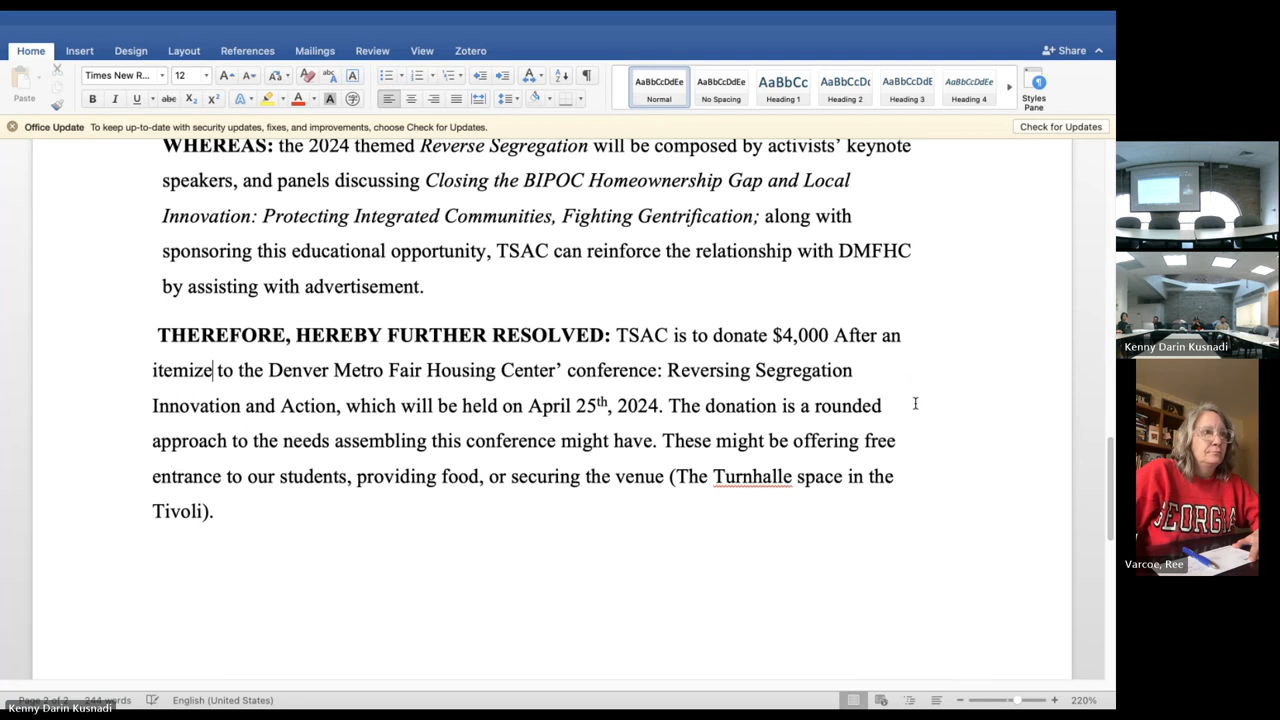 Home Insert Design Layout References Mailings Review View Zotero Share
Paste Times New R... 12
AaBbCcDdEe AaBbCcDdEe AaBbCc AaBbCcDc AaBbCcDdE AaBbCcDdEe
Normal No Spacing Heading 1 Heading 2 Heading 3 Heading 4 Styles Pane
Office Update To keep up-to-date with security updates, fixes, and improvements, choose Check for Updates. Check for Updates
WHEREAS: the 2024 themed Reverse Segregation will be composed by activists’ keynote
speakers, and panels discussing Closing the BIPOC Homeownership Gap and Local
Innovation: Protecting Integrated Communities, Fighting Gentrification; along with
sponsoring this educational opportunity, TSAC can reinforce the relationship with DMFHC
by assisting with advertisement.
THEREFORE, HEREBY FURTHER RESOLVED: TSAC is to donate $4,000 After an
itemize to the Denver Metro Fair Housing Center’ conference: Reversing Segregation
Innovation and Action, which will be held on April 25th, 2024. The donation is a rounded
approach to the needs assembling this conference might have. These might be offering free
entrance to our students, providing food, or securing the venue (The Turnhalle space in the
Tivoli).
Page 2 of 2 244 words English (United States) 220%
Kenny Darin Kusnadi
Kenny Darin Kusnadi
GEORGIA
Varcoe, Ree